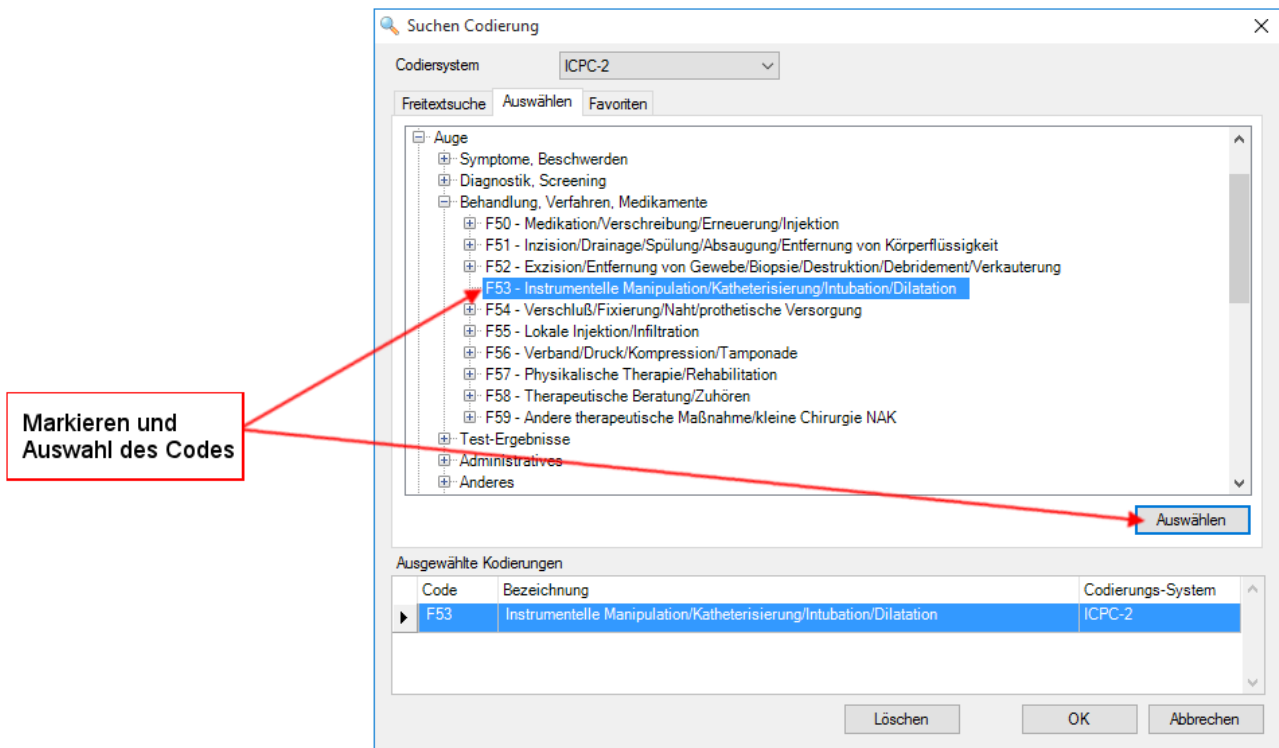 Suchen Codierung
Codiersystem ICPC-2
Freitextsuche Auswählen Favoriten
Auge
Symptome, Beschwerden
Diagnostik, Screening
Behandlung, Verfahren, Medikamente
F50 - Medikation/Verschreibung/Erneuerung/Injektion
F51 - Inzision/Drainage/Spülung/Absaugung/Entfernung von Körperflüssigkeit
F52 - Exzision/Entfernung von Gewebe/Biopsie/Destruktion/Debridement/Verkauterung
F53 - Instrumentelle Manipulation/Katheterisierung/Intubation/Dilatation
F54 - Verschluß/Fixierung/Naht/prothetische Versorgung
F55 - Lokale Injektion/Infiltration
F56 - Verband/Druck/Kompression/Tamponade
F57 - Physikalische Therapie/Rehabilitation
F58 - Therapeutische Beratung/Zuhören
F59 - Andere therapeutische Maßnahme/kleine Chirurgie NAK
Test-Ergebnisse
Administratives
Anderes
Markieren und
Auswahl des Codes
Auswählen
Ausgewählte Kodierungen
Code Bezeichnung Codierungs-System
F53 Instrumentelle Manipulation/Katheterisierung/Intubation/Dilatation ICPC-2
Löschen OK Abbrechen